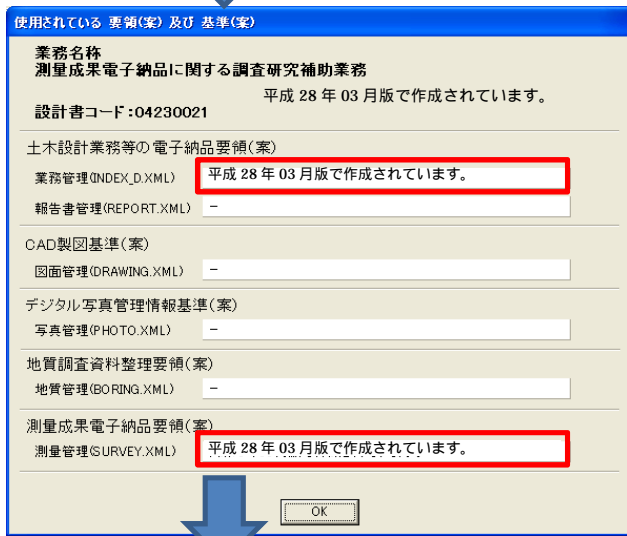 使用されている 要領(案) 及び 基準(案)
業務名称
測量成果電子納品に関する調査研究補助業務
平成 28 年 03 月版で作成されています。
設計書コード:04230021
土木設計業務等の電子納品要領(案)
業務管理(INDEX_D.XML) 平成 28 年 03 月版で作成されています。
報告書管理(REPORT.XML) −
CAD製図基準(案)
図面管理(DRAWING.XML) −
デジタル写真管理情報基準(案)
写真管理(PHOTO.XML) −
地質調査資料整理要領(案)
地質管理(BORING.XML) −
測量成果電子納品要領(案)
測量管理(SURVEY.XML) 平成 28 年 03 月版で作成されています。
OK